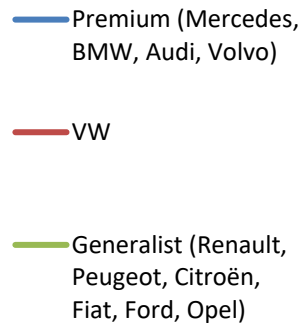 Premium (Mercedes,
BMW, Audi, Volvo)
VW
Generalist (Renault,
Peugeot, Citroën,
Fiat, Ford, Opel)